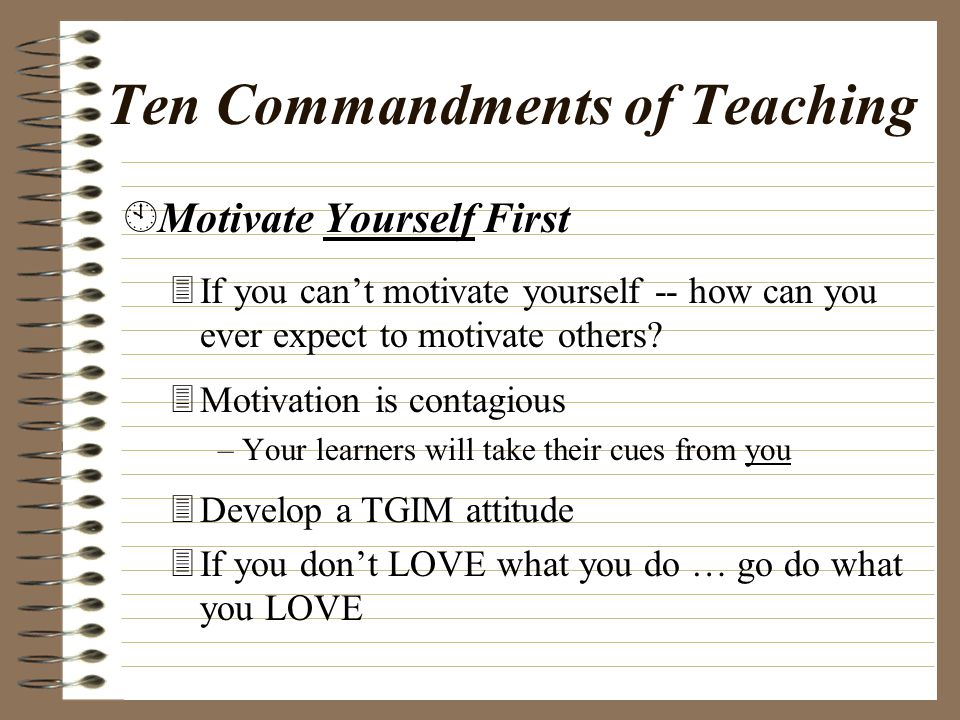 Ten Commandments of Teaching
Motivate Yourself First
If you can’t motivate yourself -- how can you
ever expect to motivate others?
Motivation is contagious
– Your learners will take their cues from you
Develop a TGIM attitude
If you don’t LOVE what you do … go do what
you LOVE